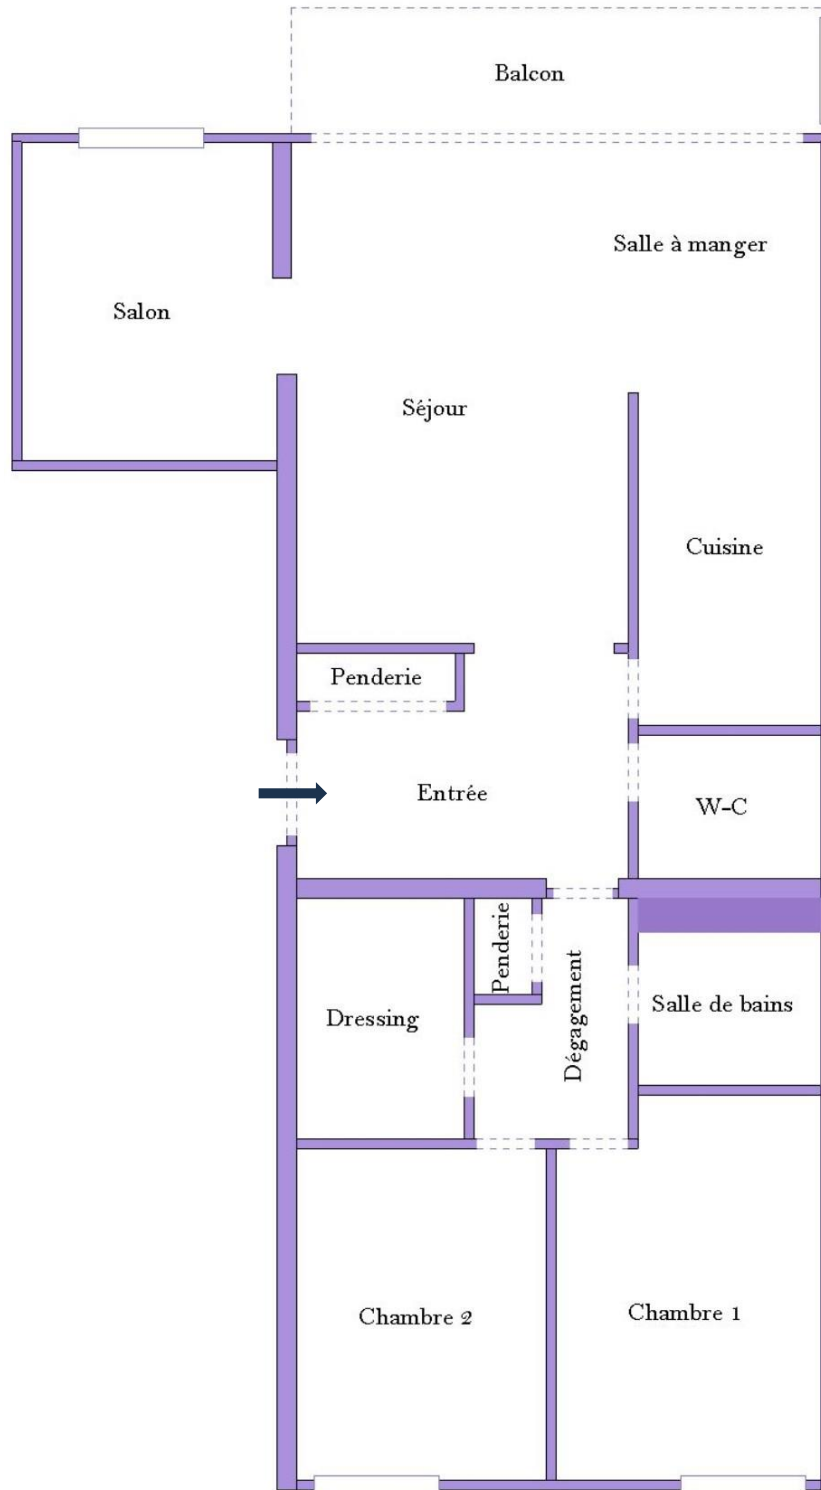 Balcon
Salle à manger
Salon
Séjour
Cuisine
Penderie
Entrée
W-C
Penderie
Dégagement
Salle de bains
Dressing
Chambre 2
Chambre 1